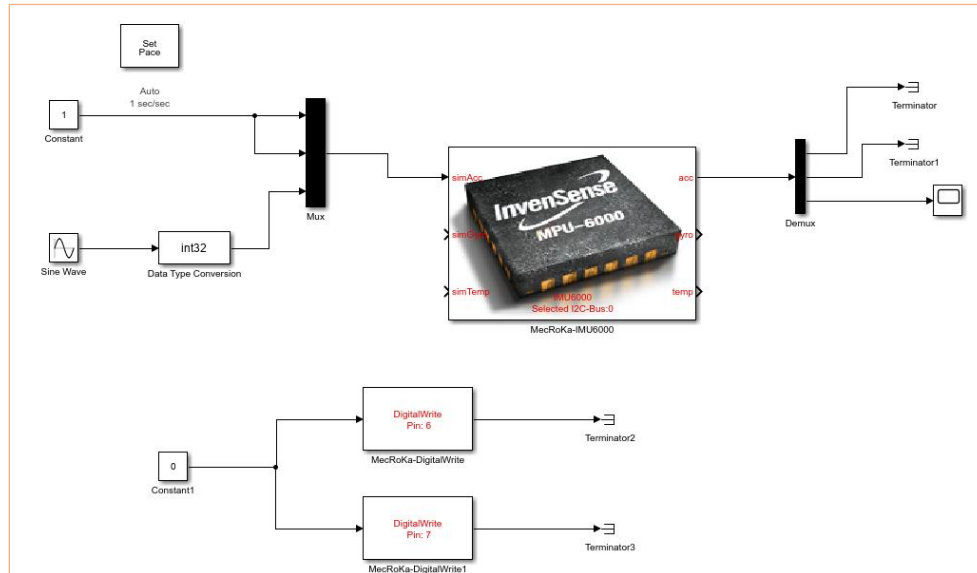 Set
Pace
Auto
1 sec/sec
1
Constant
Mux
Sine Wave
int32
Data Type Conversion
simAcc
simGyro
simTemp
InvenSense
MPU-6000
acc
gyro
temp
IMU6000
Selected I2C-Bus:0
MecRoKa-IMU6000
Demux
Terminator
Terminator1
DigitalWrite
Pin: 6
MecRoKa-DigitalWrite
Terminator2
0
Constant1
DigitalWrite
Pin: 7
MecRoKa-DigitalWrite1
Terminator3